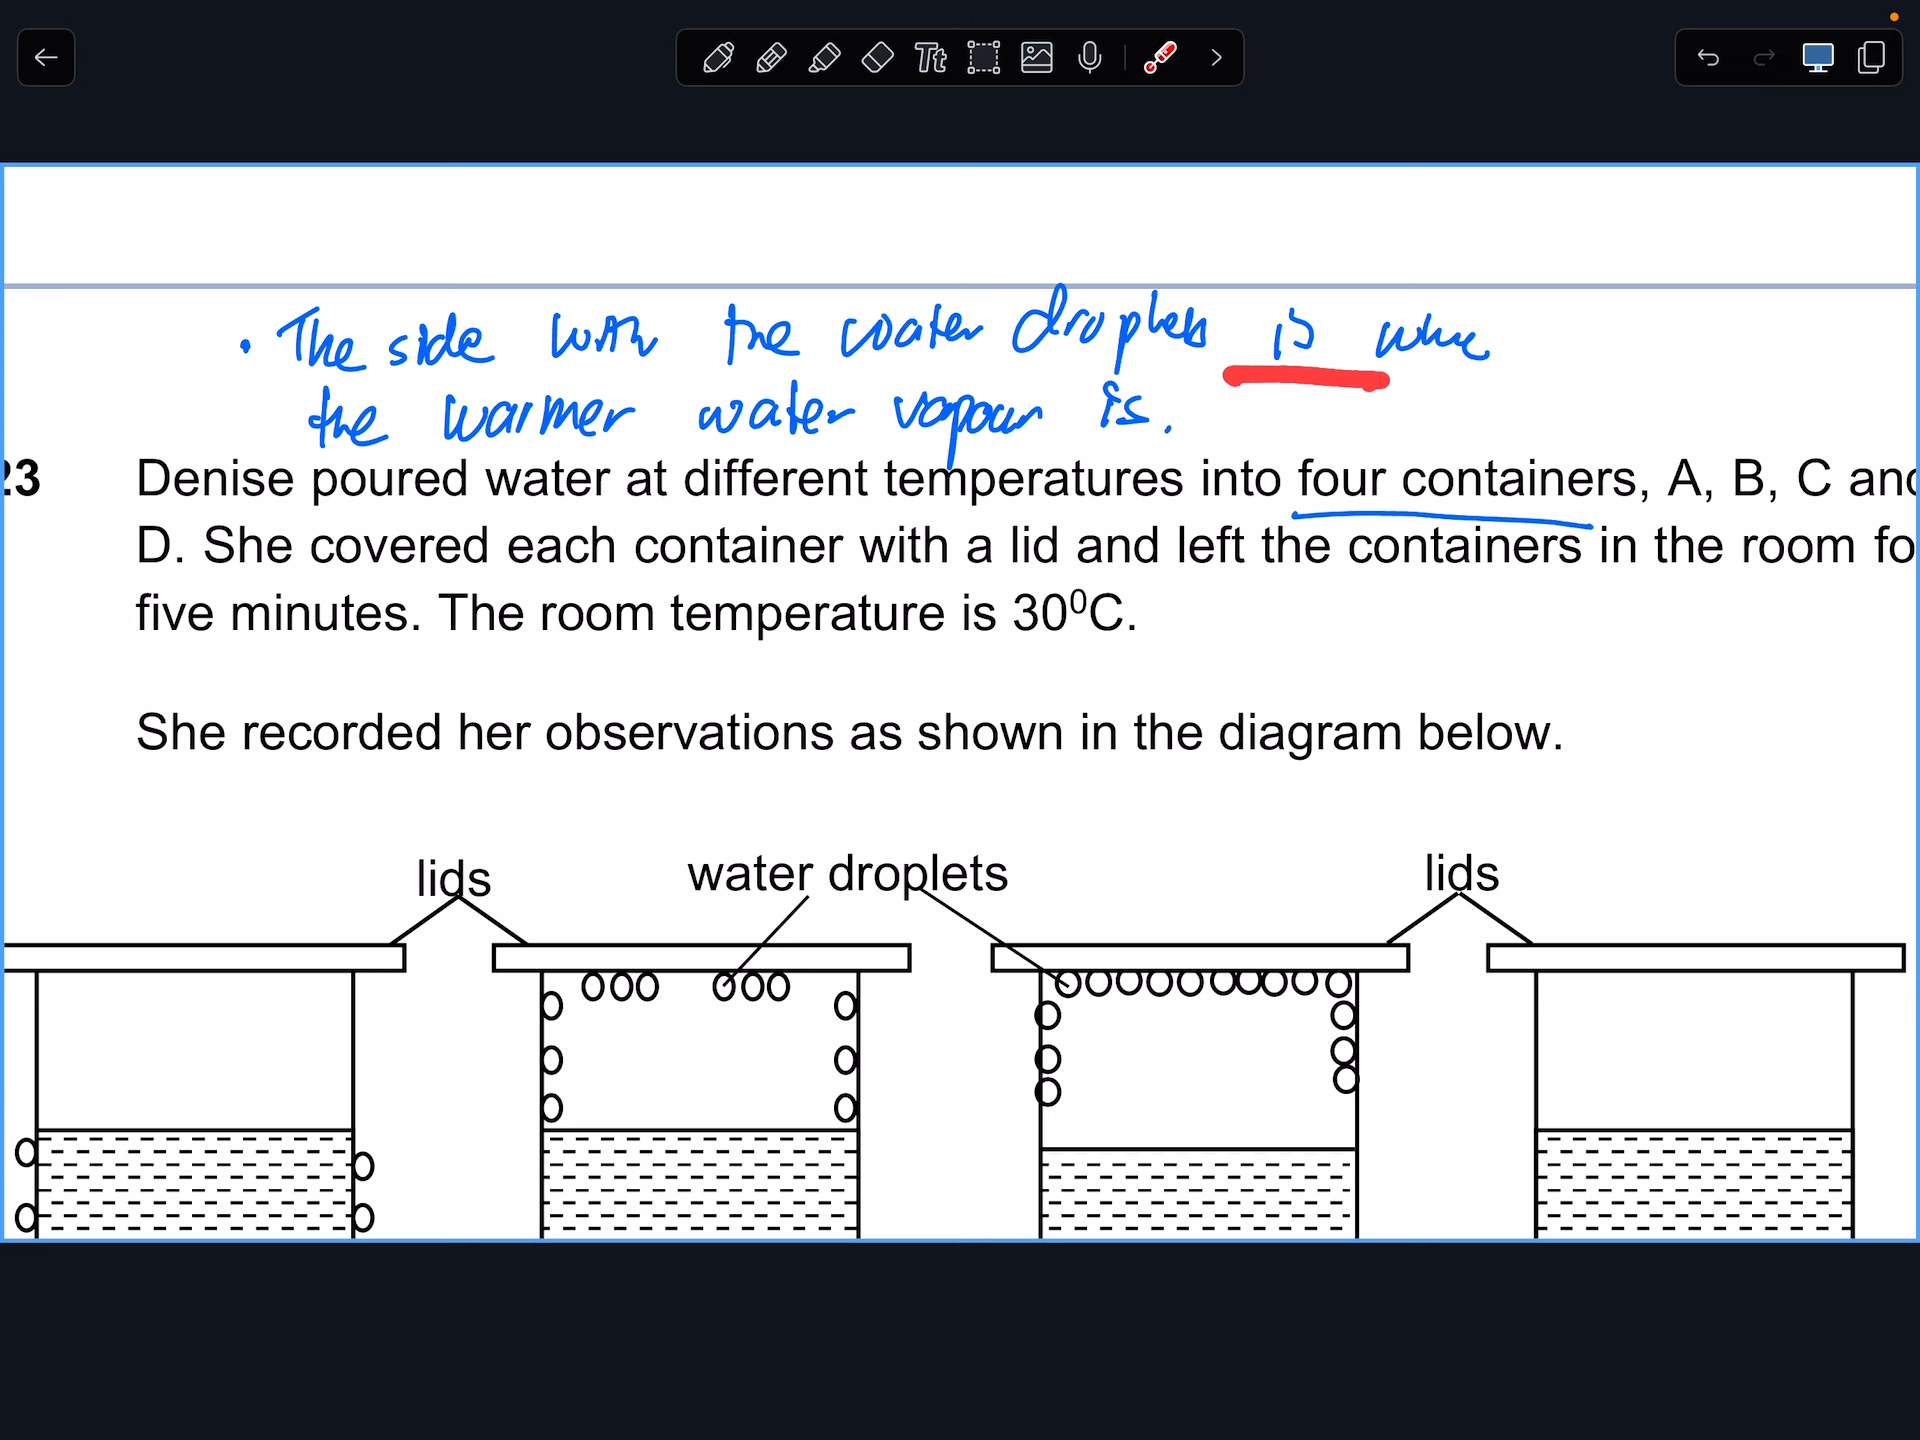 • The side with the water droplets is where
the warmer water vapour is.
23 Denise poured water at different temperatures into four containers, A, B, C and
D. She covered each container with a lid and left the containers in the room fo
five minutes. The room temperature is 30⁰C.
She recorded her observations as shown in the diagram below.
lids water droplets lids